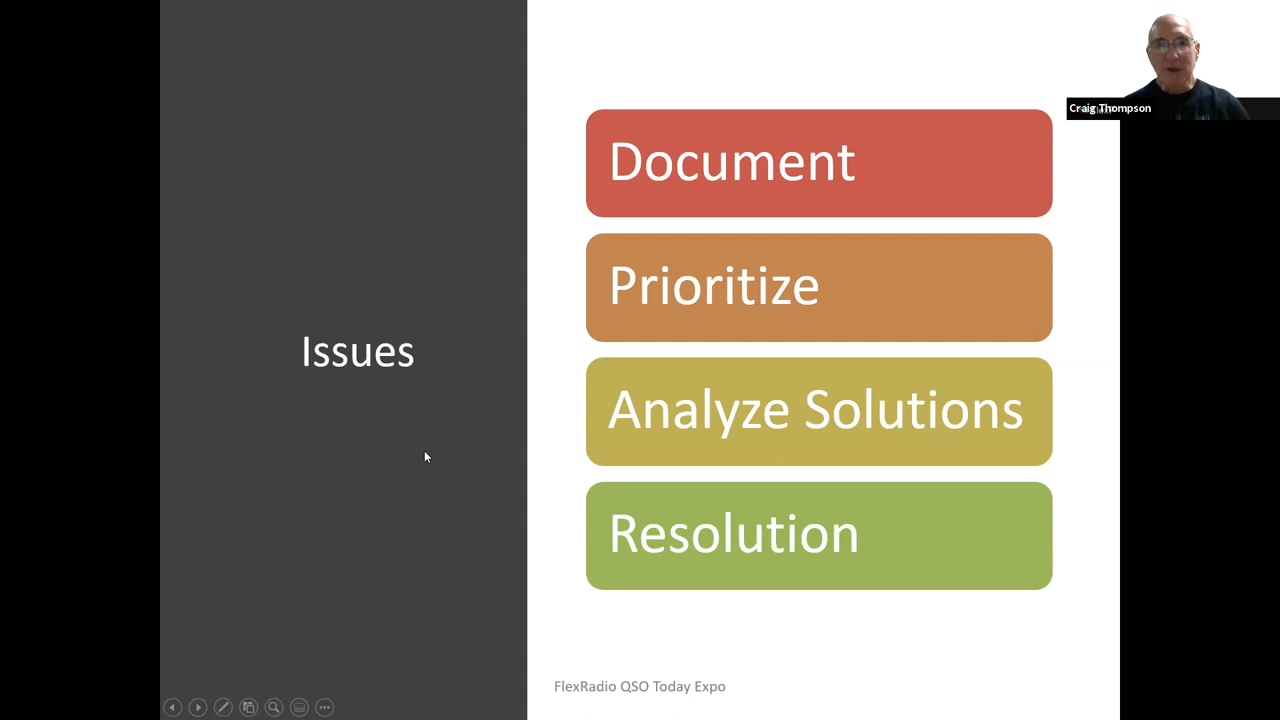 Craig Thompson
Document
Prioritize
Issues
Analyze Solutions
Resolution
FlexRadio QSO Today Expo